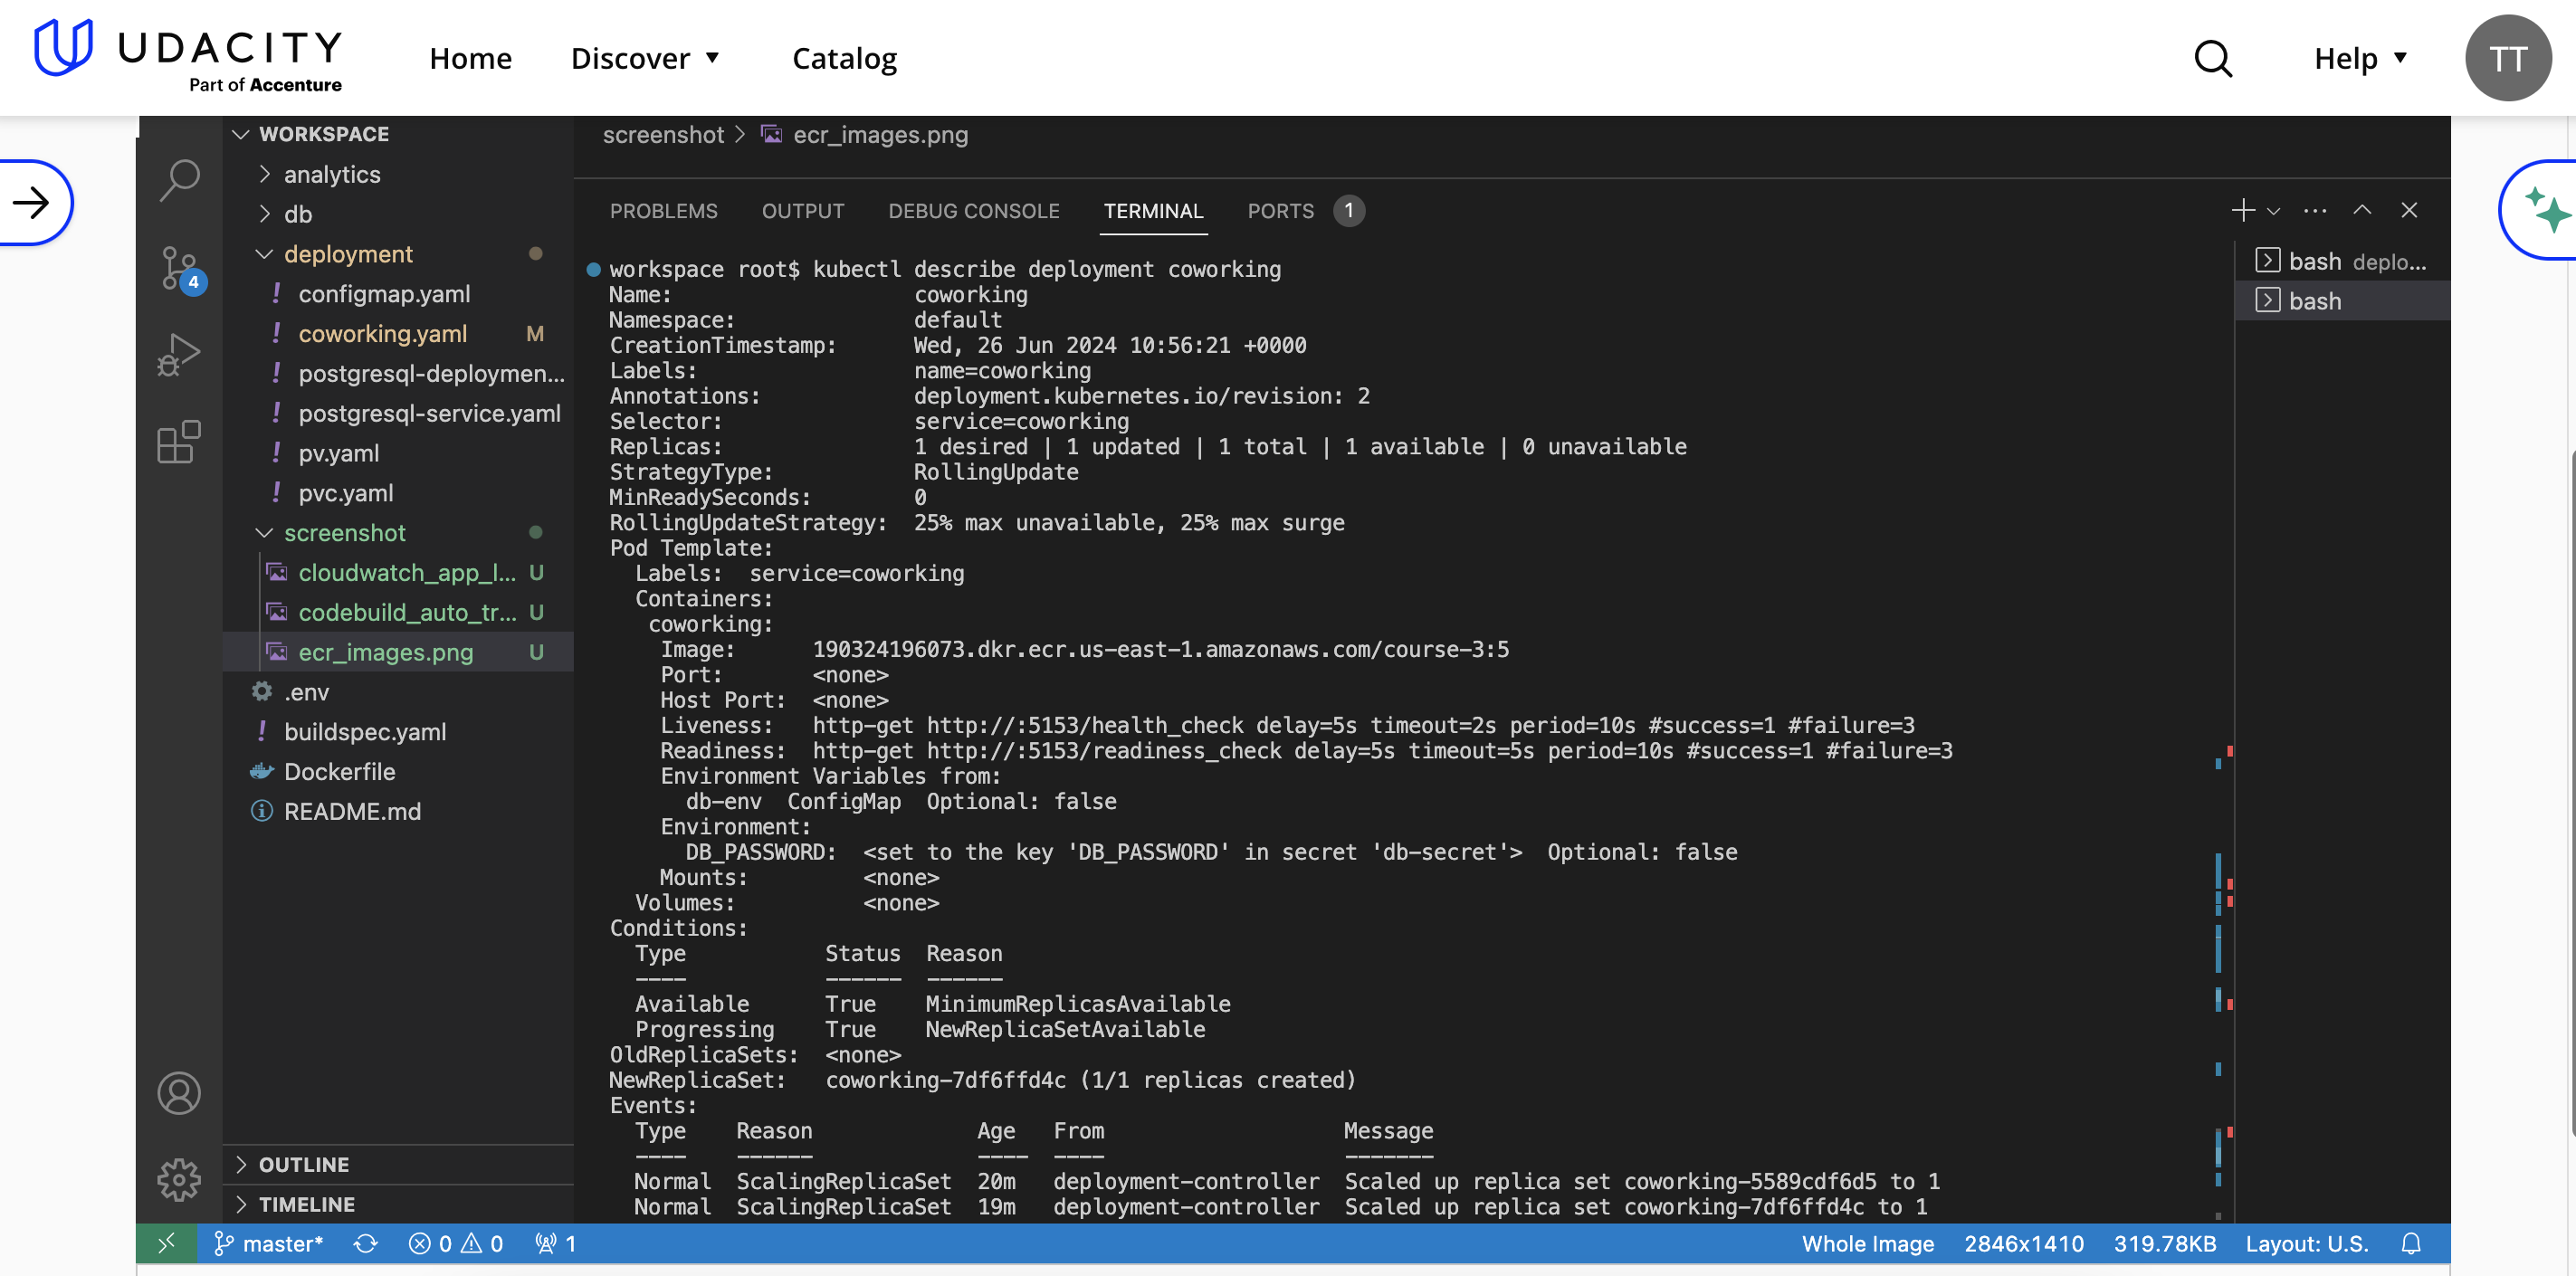 UDACITY
Part of Accenture
Home
Discover
Catalog
Help
TT
WORKSPACE
analytics
db
deployment
configmap.yaml
coworking.yaml M
postgresql-deploymen...
postgresql-service.yaml
pv.yaml
pvc.yaml
screenshot
cloudwatch_app_l... U
codebuild_auto_tr... U
ecr_images.png U
.env
buildspec.yaml
Dockerfile
README.md
OUTLINE
TIMELINE
4
screenshot > ecr_images.png
PROBLEMS OUTPUT DEBUG CONSOLE TERMINAL PORTS 1
bash deplo...
bash
workspace root$ kubectl describe deployment coworking
Name: coworking
Namespace: default
CreationTimestamp: Wed, 26 Jun 2024 10:56:21 +0000
Labels: name=coworking
Annotations: deployment.kubernetes.io/revision: 2
Selector: service=coworking
Replicas: 1 desired | 1 updated | 1 total | 1 available | 0 unavailable
StrategyType: RollingUpdate
MinReadySeconds: 0
RollingUpdateStrategy: 25% max unavailable, 25% max surge
Pod Template:
Labels: service=coworking
Containers:
coworking:
Image: 190324196073.dkr.ecr.us-east-1.amazonaws.com/course-3:5
Port: <none>
Host Port: <none>
Liveness: http-get http://:5153/health_check delay=5s timeout=2s period=10s #success=1 #failure=3
Readiness: http-get http://:5153/readiness_check delay=5s timeout=5s period=10s #success=1 #failure=3
Environment Variables from:
db-env ConfigMap Optional: false
Environment:
DB_PASSWORD: <set to the key 'DB_PASSWORD' in secret 'db-secret'> Optional: false
Mounts: <none>
Volumes: <none>
Conditions:
Type Status Reason
---- ------ ------
Available True MinimumReplicasAvailable
Progressing True NewReplicaSetAvailable
OldReplicaSets: <none>
NewReplicaSet: coworking-7df6ffd4c (1/1 replicas created)
Events:
Type Reason Age From Message
---- ------ ---- ---- -------
Normal ScalingReplicaSet 20m deployment-controller Scaled up replica set coworking-5589cdf6d5 to 1
Normal ScalingReplicaSet 19m deployment-controller Scaled up replica set coworking-7df6ffd4c to 1
master* 0 0 1 Whole Image 2846x1410 319.78KB Layout: U.S.